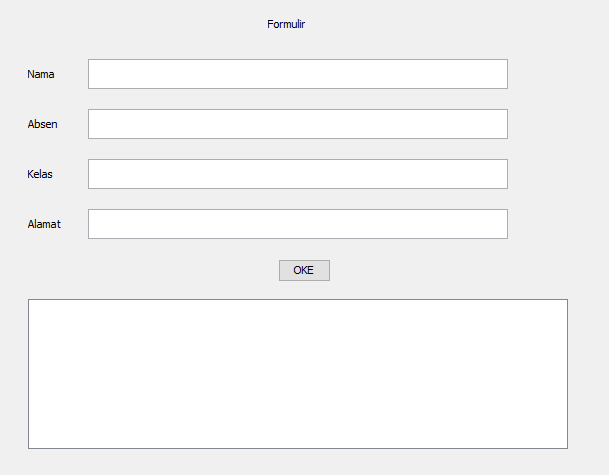 Formulir
Nama
Absen
Kelas
Alamat
OKE